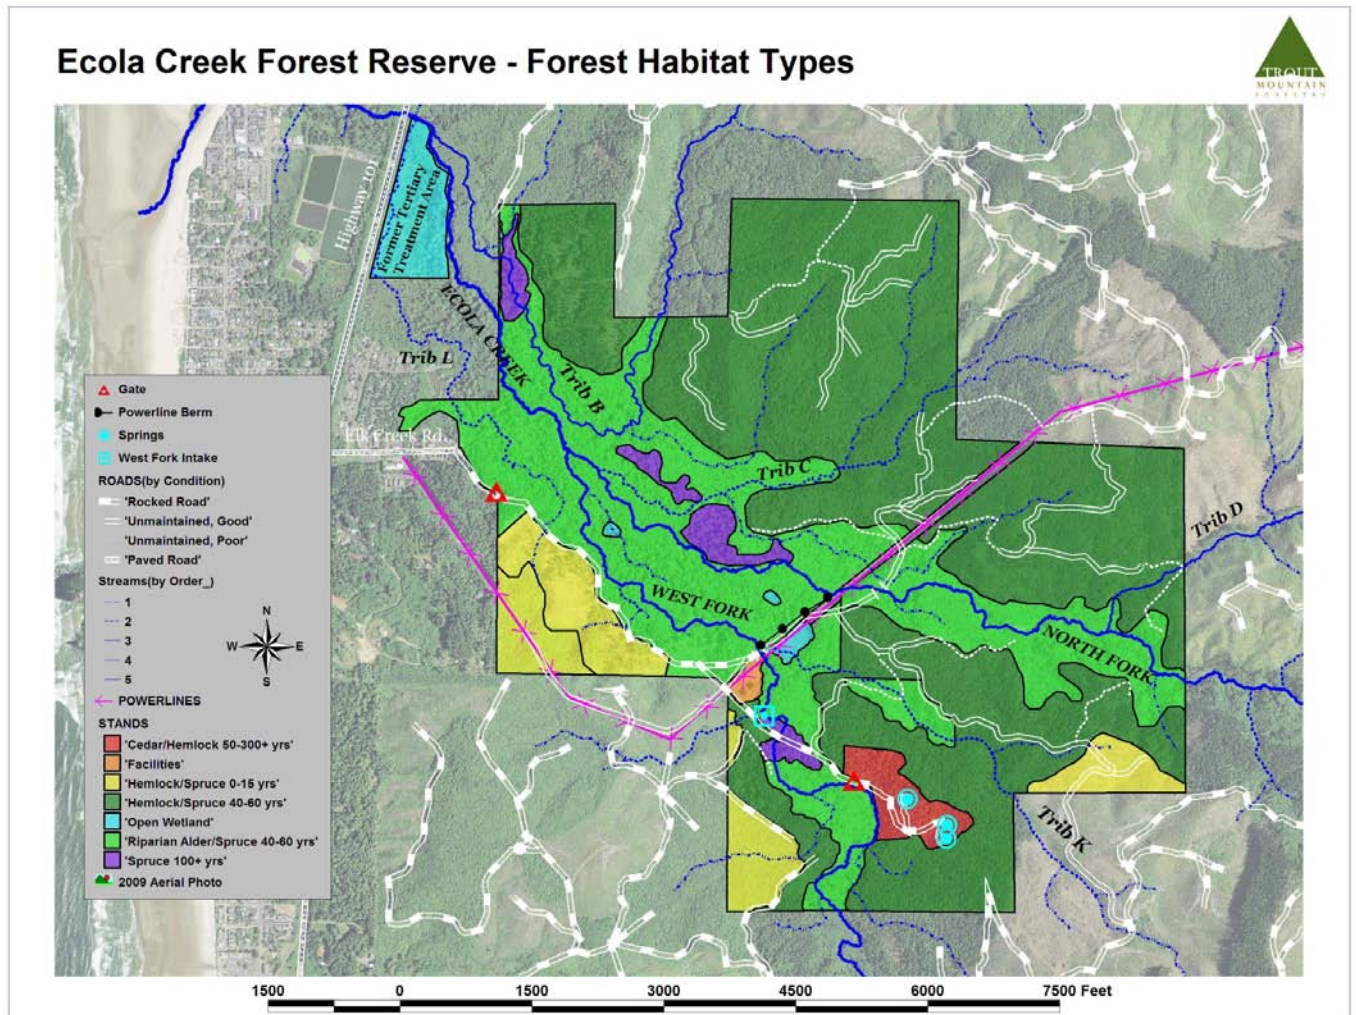 Ecola Creek Forest Reserve - Forest Habitat Types
TROUT
MOUNTAIN
FORESTRY
Highway 101
Former Tertiary
Treatment Area
ECOLA CREEK
Trib L
Trib B
Elk Creek Rd.
Trib C
Trib D
WEST FORK
NORTH FORK
Trib K
Gate
Powerline Berm
Springs
West Fork Intake
ROADS(by Condition)
'Rocked Road'
'Unmaintained, Good'
'Unmaintained, Poor'
'Paved Road'
Streams(by Order_)
1
2
3
4
5
N
W
E
S
POWERLINES
STANDS
'Cedar/Hemlock 50-300+ yrs'
'Facilities'
'Hemlock/Spruce 0-15 yrs'
'Hemlock/Spruce 40-60 yrs'
'Open Wetland'
'Riparian Alder/Spruce 40-60 yrs'
'Spruce 100+ yrs'
2009 Aerial Photo
1500 0 1500 3000 4500 6000 7500 Feet